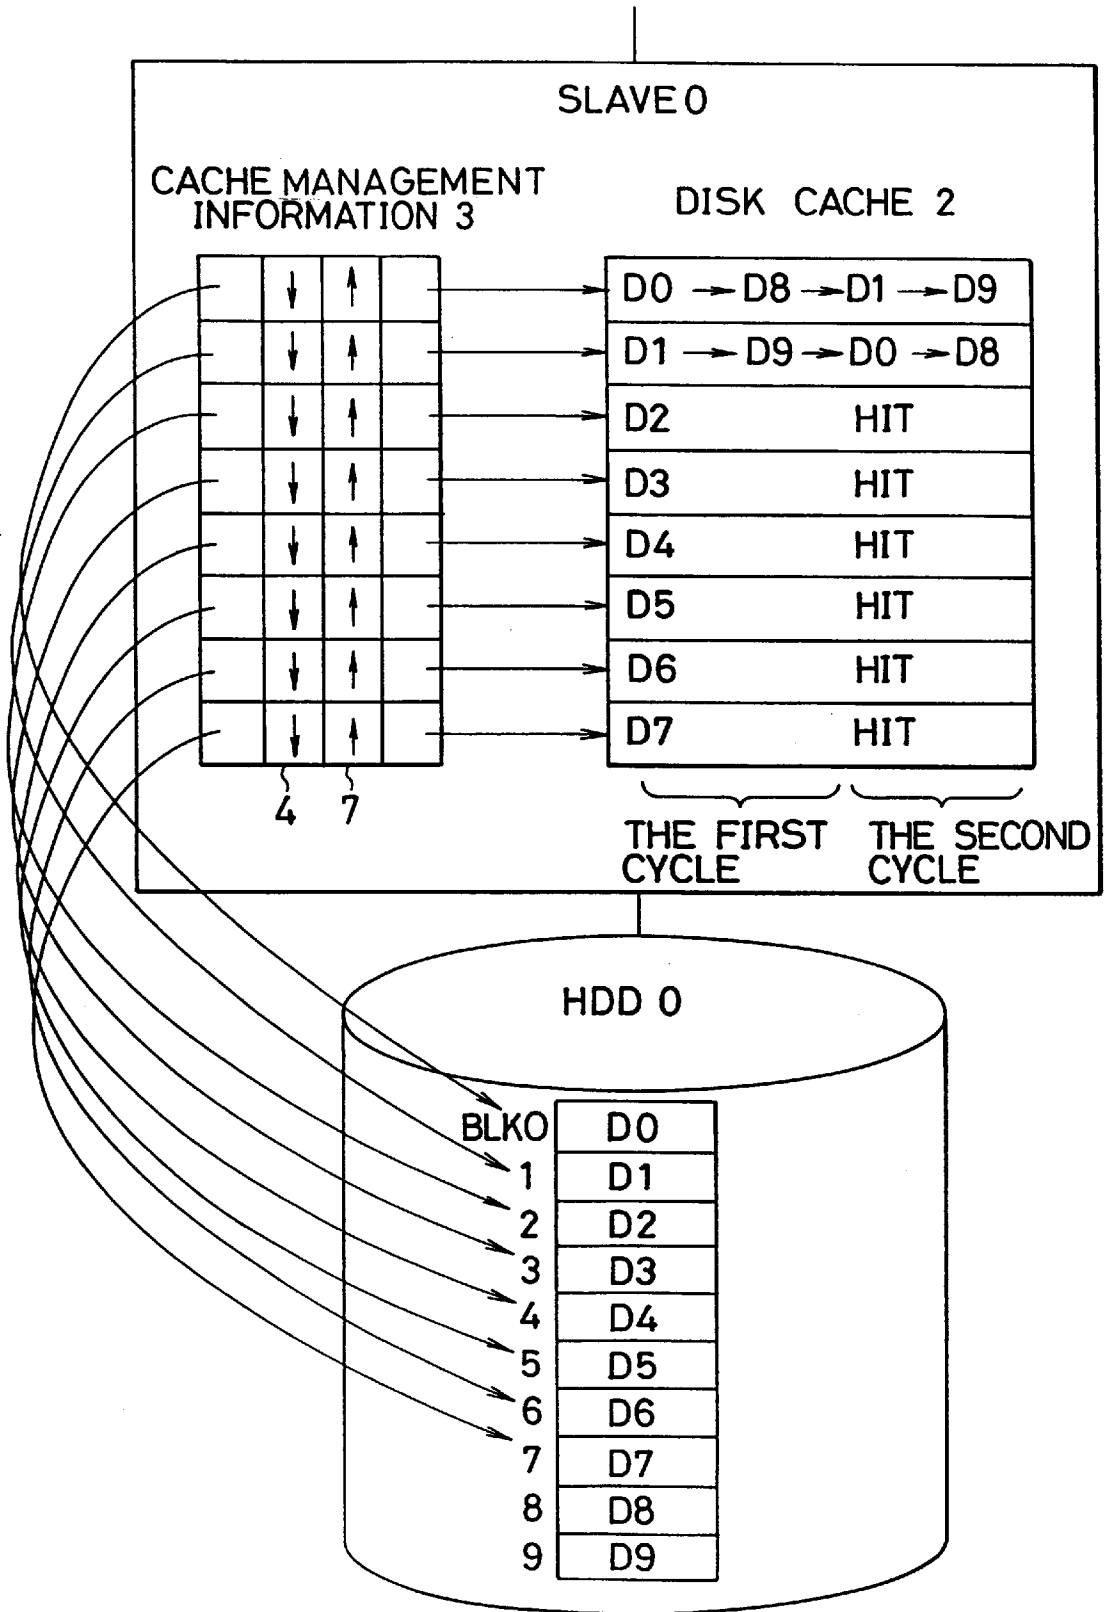 SLAVE 0
CACHE MANAGEMENT
INFORMATION 3
DISK CACHE 2
D0 → D8 → D1 → D9
D1 → D9 → D0 → D8
D2 HIT
D3 HIT
D4 HIT
D5 HIT
D6 HIT
D7 HIT
4 7
THE FIRST
CYCLE
THE SECOND
CYCLE
HDD 0
BLK0 D0
1 D1
2 D2
3 D3
4 D4
5 D5
6 D6
7 D7
8 D8
9 D9